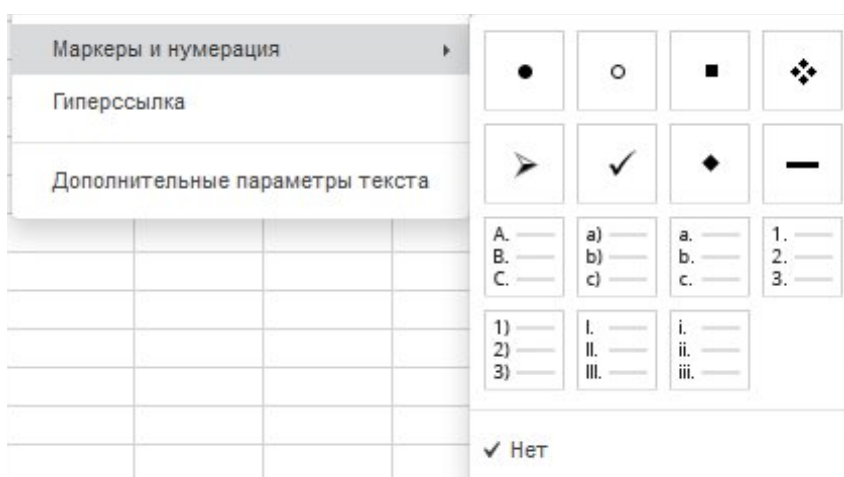 Маркеры и нумерация
Гиперссылка
Дополнительные параметры текста
A.
B.
C.
a)
b)
c)
a.
b.
c.
1.
2.
3.
1)
2)
3)
I.
II.
III.
i.
ii.
iii.
Нет